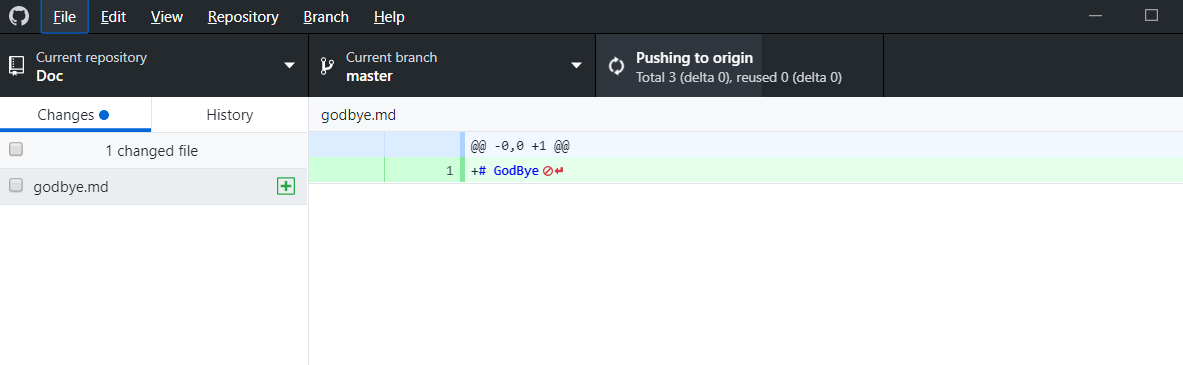 File Edit View Repository Branch Help
Current repository
Doc
Current branch
master
Pushing to origin
Total 3 (delta 0), reused 0 (delta 0)
Changes History
1 changed file
godbye.md
godbye.md
@@ -0,0 +1 @@
1 +# GodBye